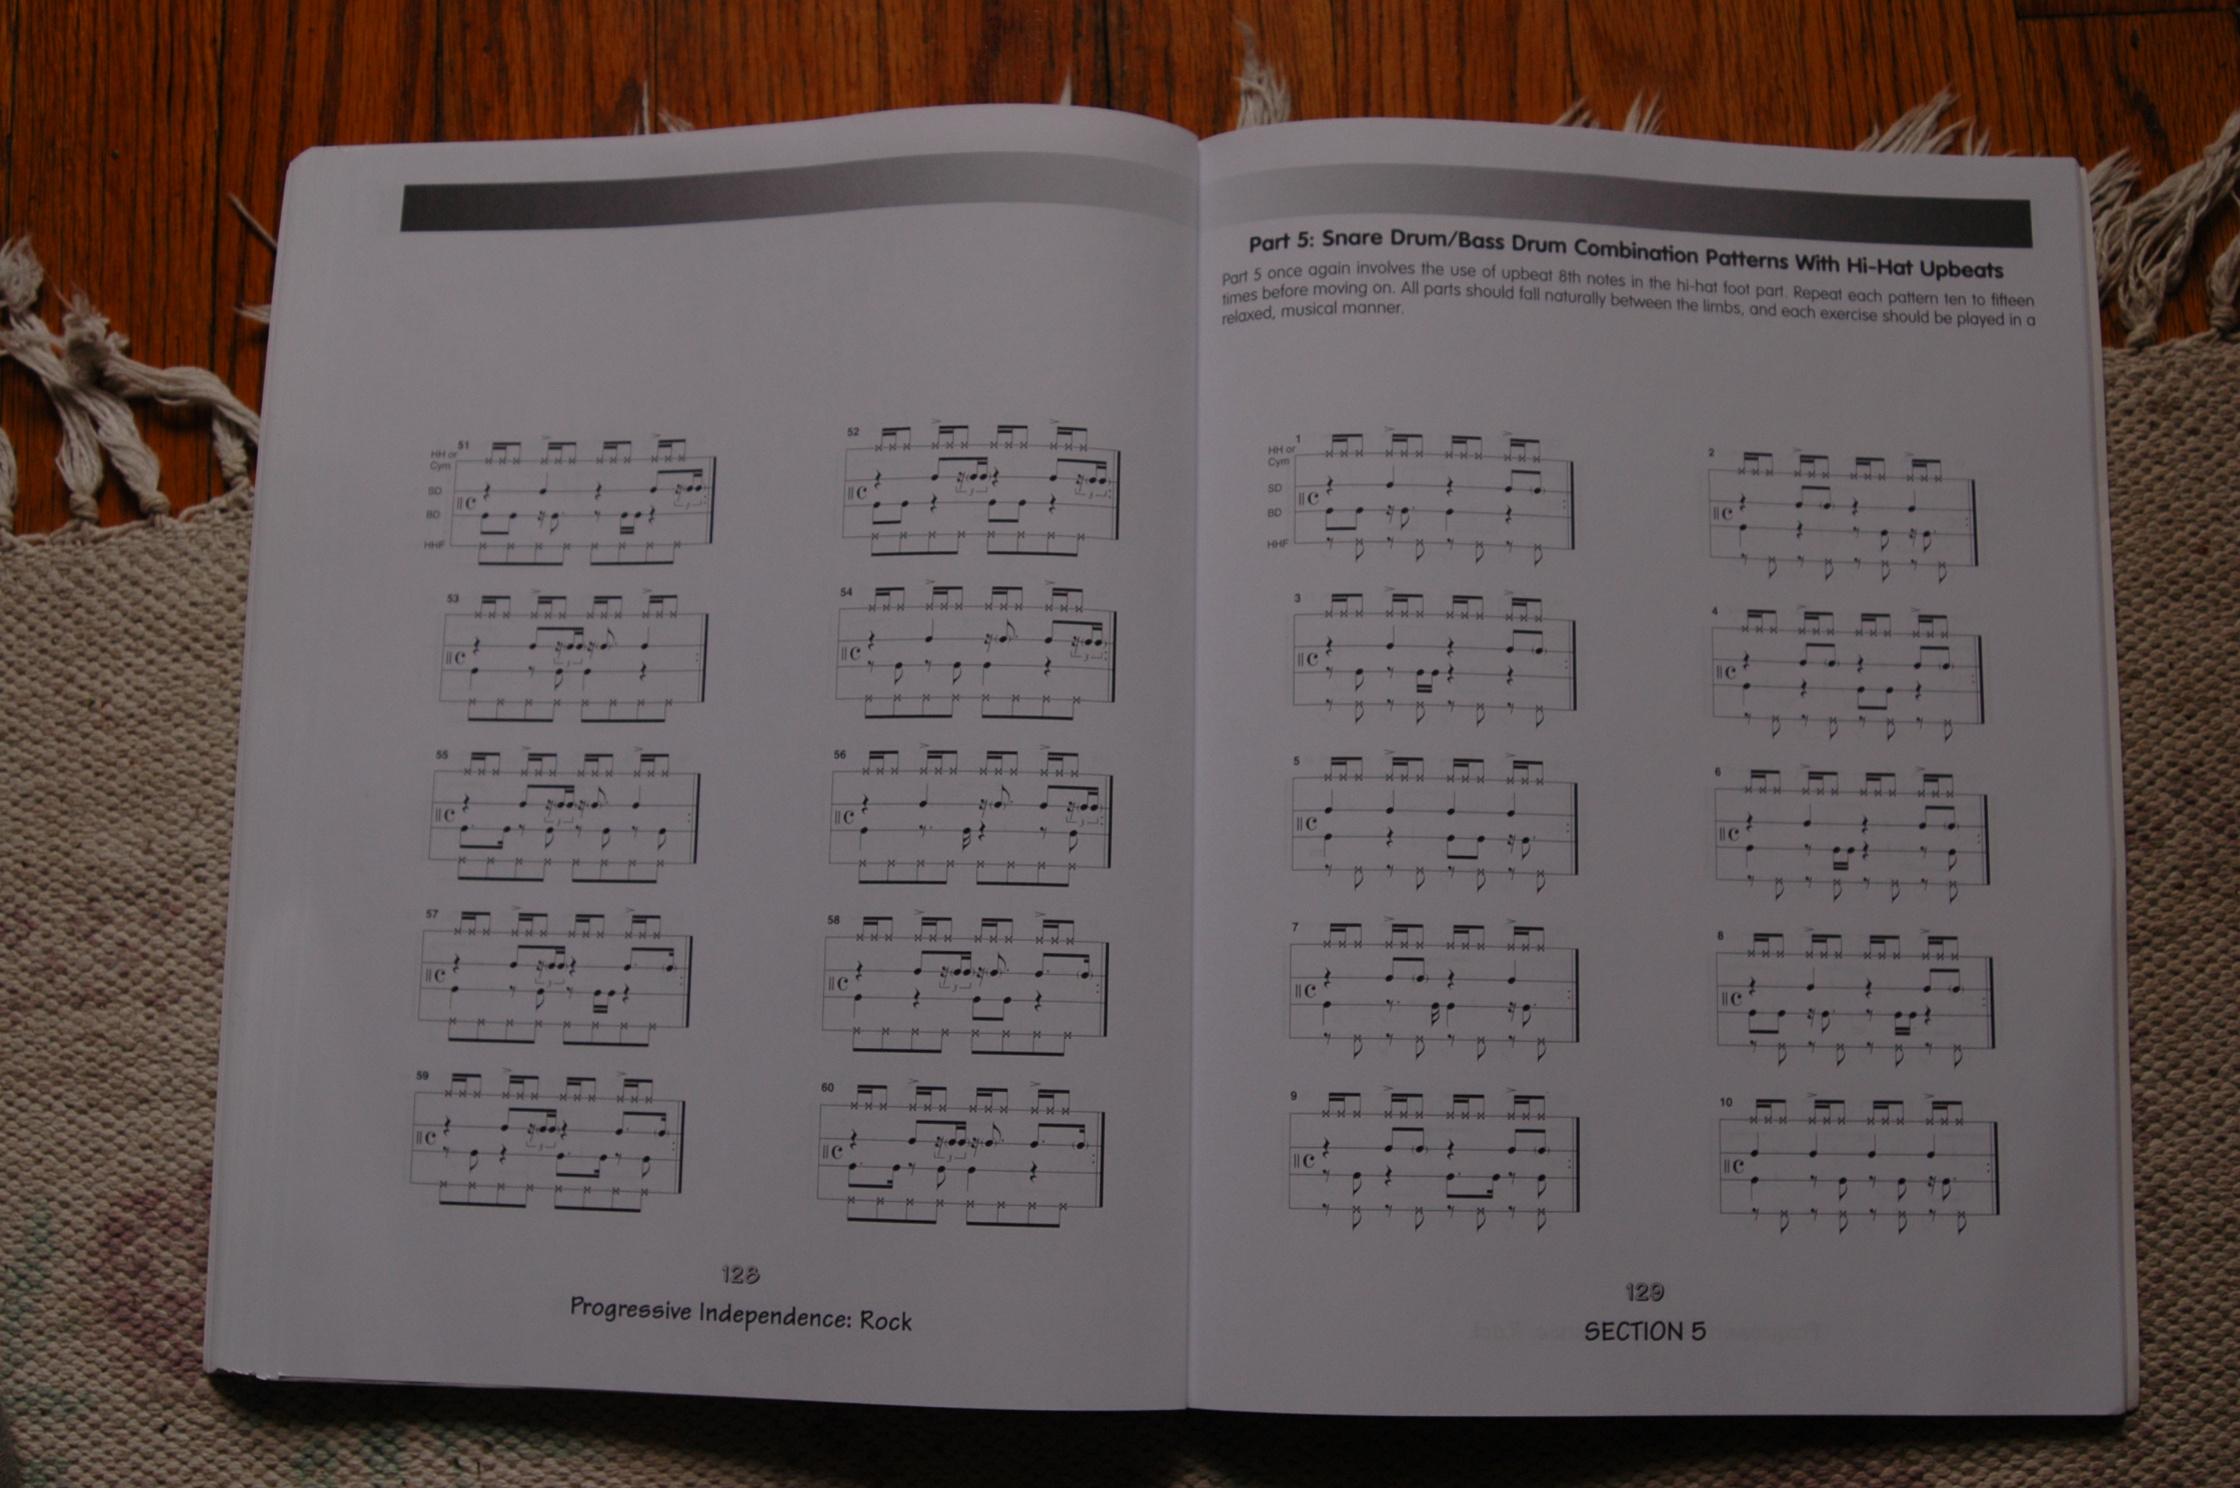 51
52
HH or
Cym
SD
BD
HHF
53
54
55
56
57
58
59
60
128
Progressive Independence: Rock
Part 5: Snare Drum/Bass Drum Combination Patterns With Hi-Hat Upbeats
Part 5 once again involves the use of upbeat 8th notes in the hi-hat foot part. Repeat each pattern ten to fifteen
times before moving on. All parts should fall naturally between the limbs, and each exercise should be played in a
relaxed, musical manner.
1
2
HH or
Cym
SD
BD
HHF
3
4
5
6
7
8
9
10
129
SECTION 5